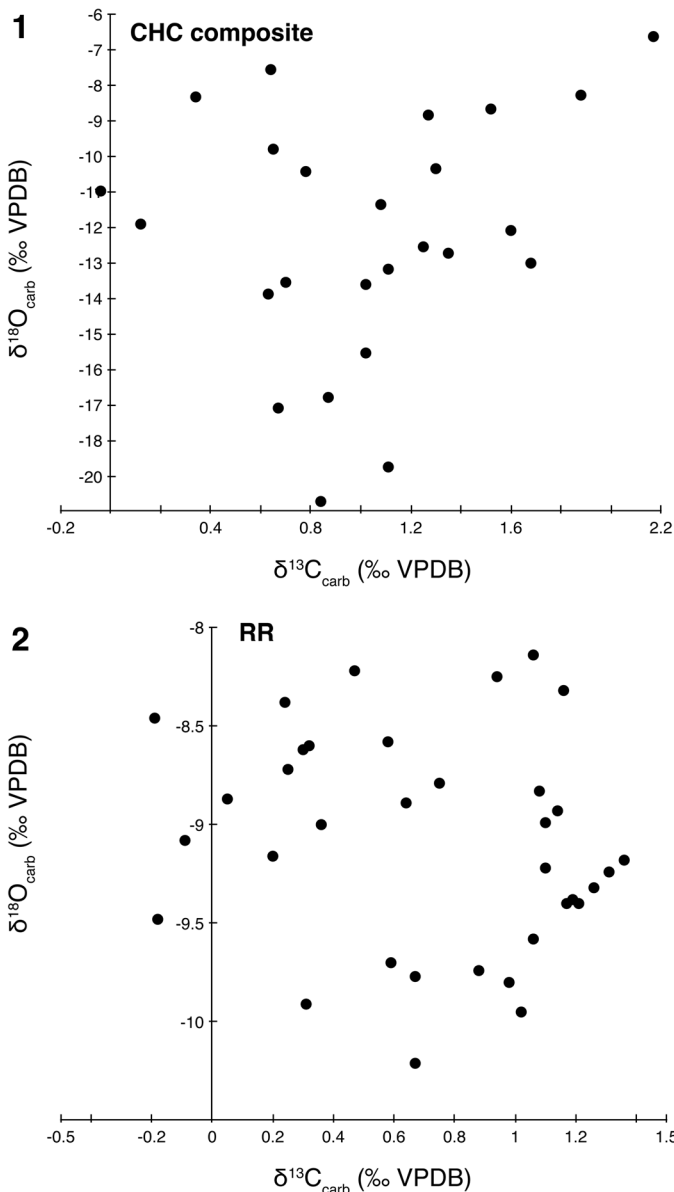 1
CHC composite
-6
-7
-8
-9
-10
-11
-12
-13
-14
-15
-16
-17
-18
-19
-20
δ¹⁸Ocarb (‰ VPDB)
-0.2 0.4 0.8 1.2 1.6 2.2
δ¹³Ccarb (‰ VPDB)
2
RR
-8
-8.5
-9
-9.5
-10
δ¹⁸Ocarb (‰ VPDB)
-0.5 -0.2 0 0.4 0.6 0.8 1 1.2 1.5
δ¹³Ccarb (‰ VPDB)